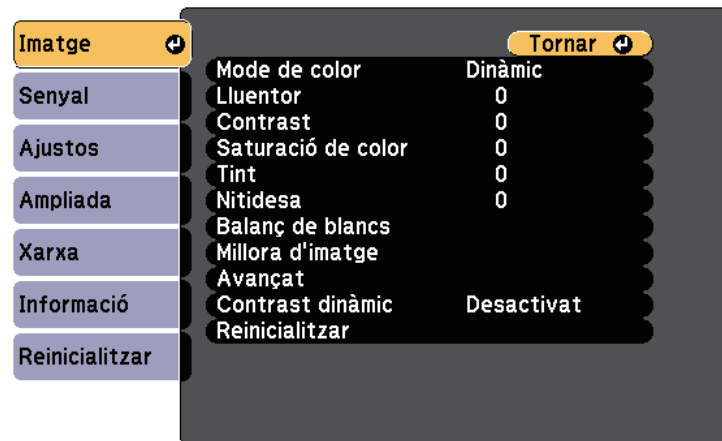 Imatge
Senyal
Ajustos
Ampliada
Xarxa
Informació
Reinicialitzar
Tornar
Mode de color Dinàmic
Lluentor 0
Contrast 0
Saturació de color 0
Tint 0
Nitidesa 0
Balanç de blancs
Millora d'imatge
Avançat
Contrast dinàmic Desactivat
Reinicialitzar